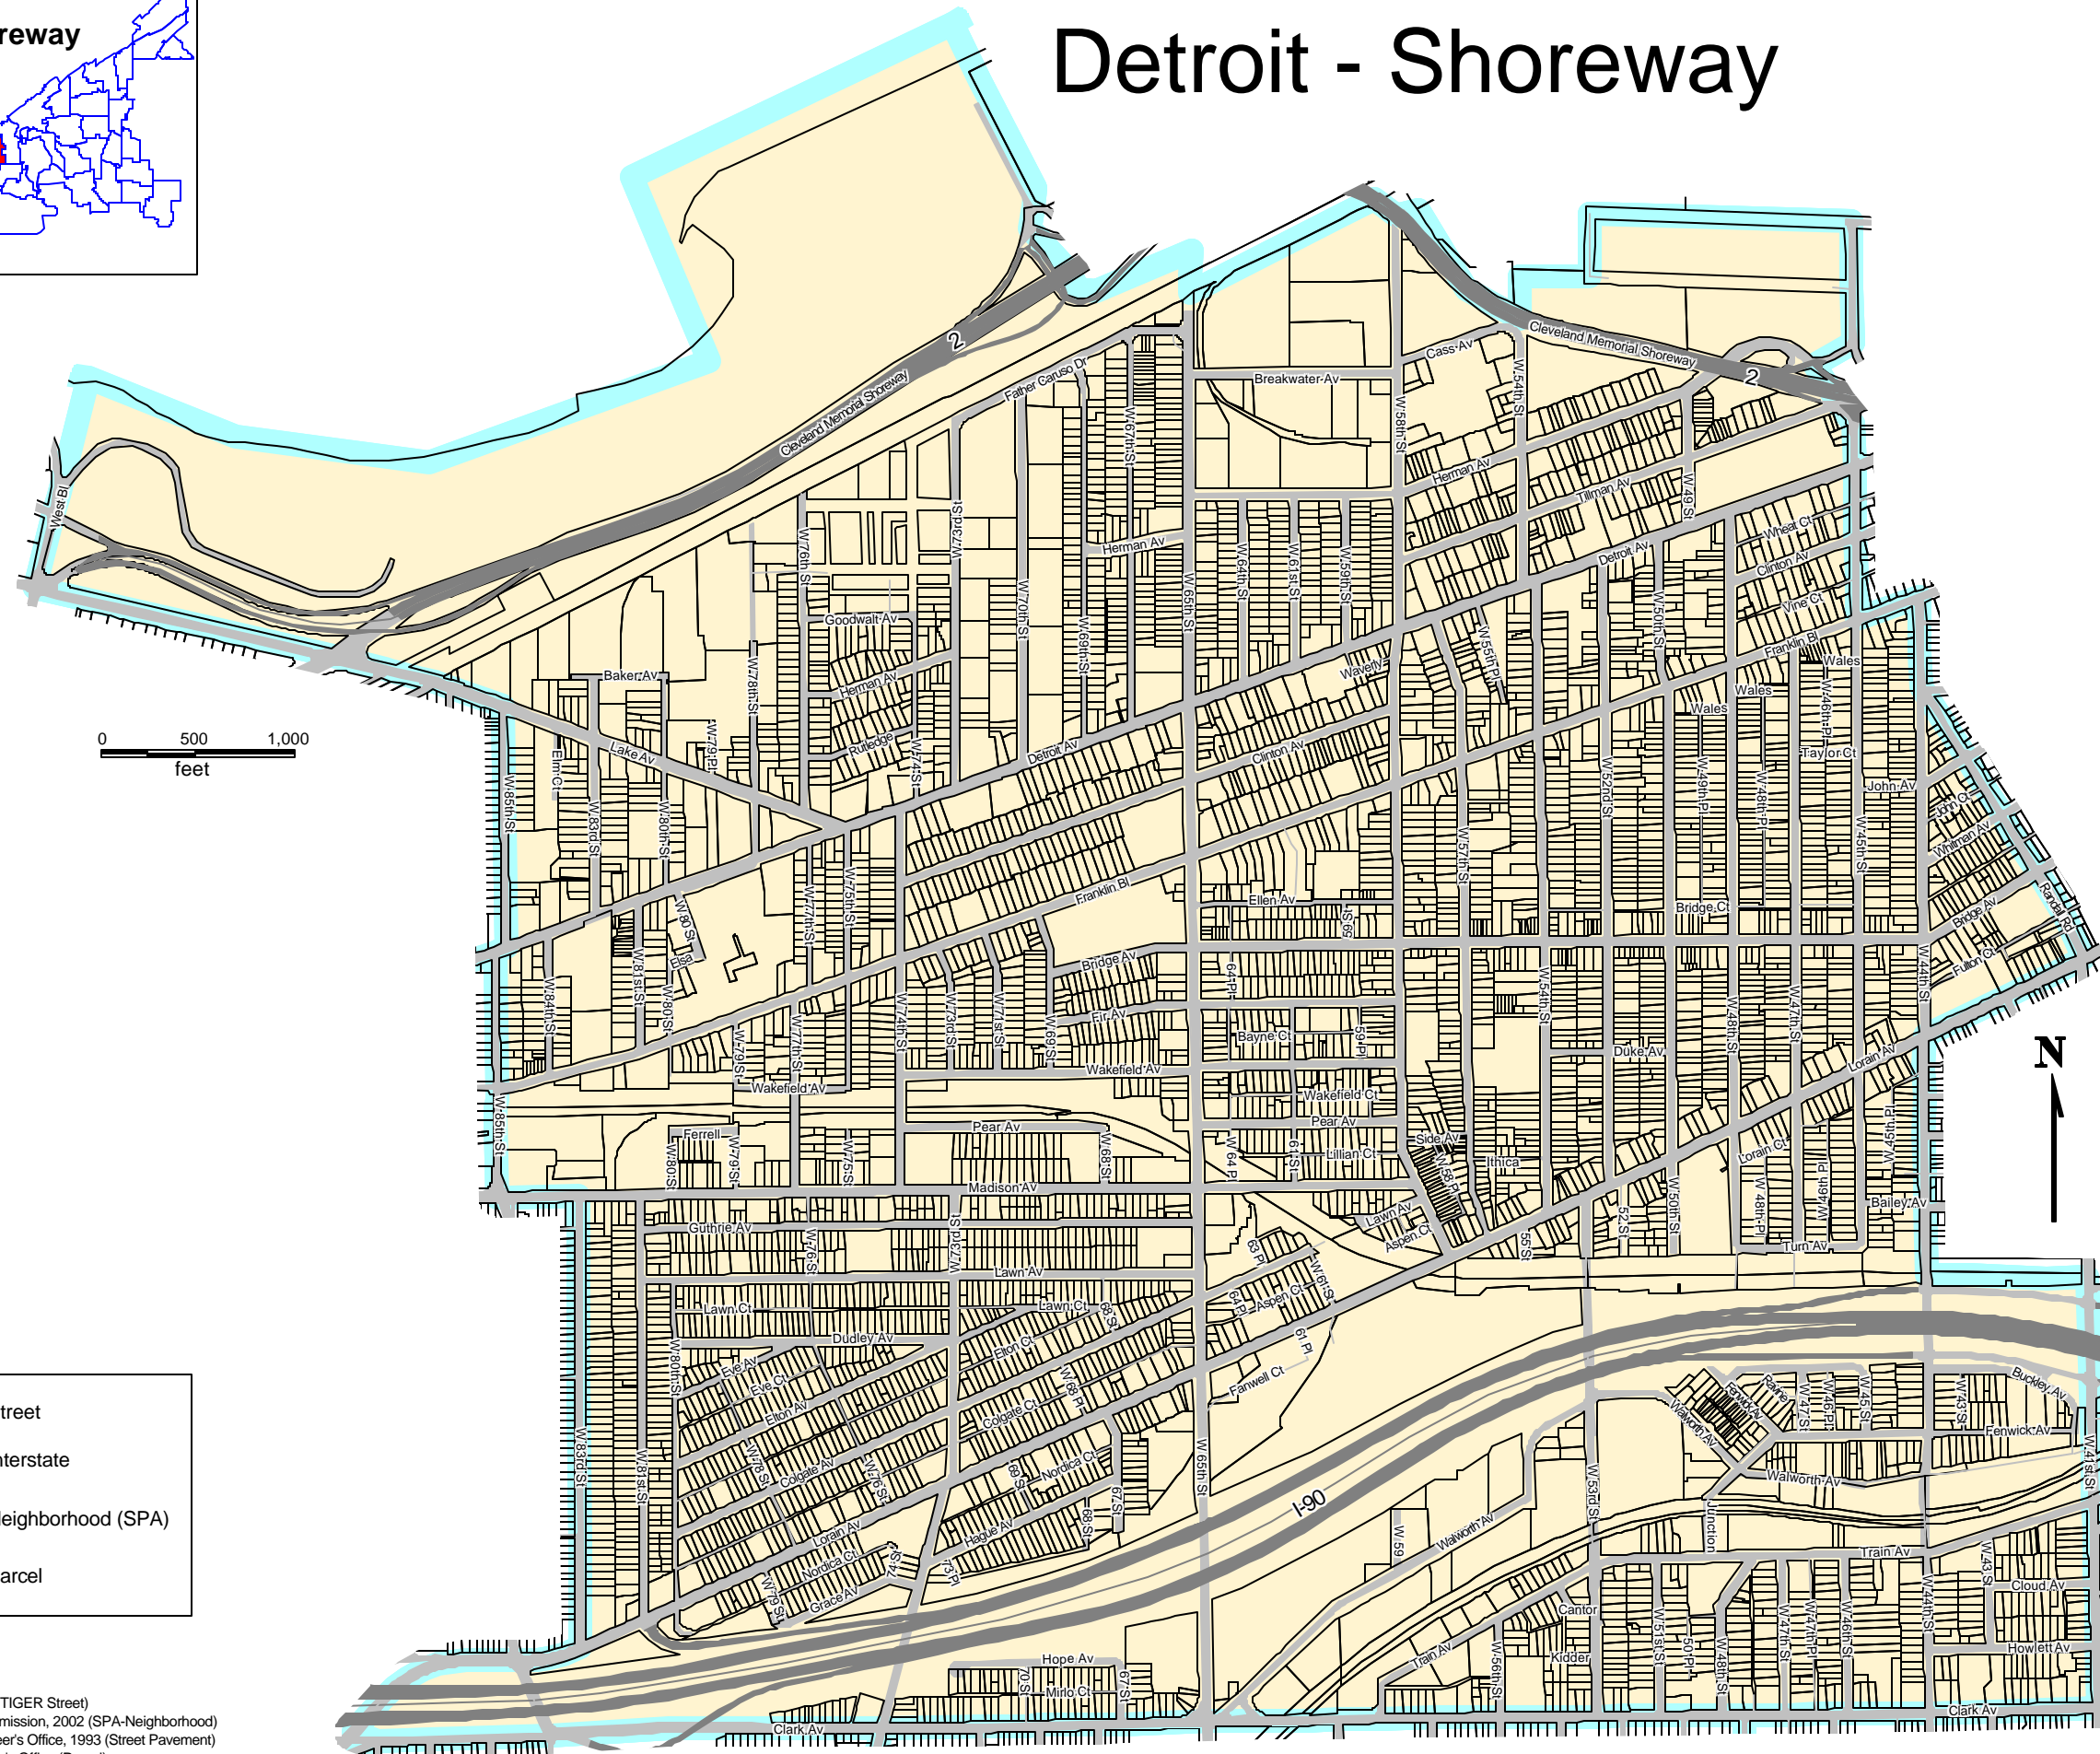 reway
Detroit - Shoreway
2
Cleveland Memorial Shoreway
Father Caruso Dr
W 67th St
Breakwater Av
Cass Av
W 58th St
W 54th St
Cleveland Memorial Shoreway
2
Herman Av
Tillman Av
W 49 St
West Bl
W 76th St
W 73rd St
Herman Av
W 70th St
W 69th St
W 65th St
W 64th St
W 61st St
W 59th St
Detroit Av
Wheat Ct
Clinton Av
Vine Ct
Franklin Bl
W 50th St
W 55th Pl
Goodwalt Av
Herman Av
Rutledge
W 74 St
W 78th St
W 79 Pl
Baker Av
Lake Av
Elm Ct
W 85th St
W 83rd St
W 80th St
Detroit Av
Waverly
Clinton Av
Wales
Wales
Wales
W 46th Pl
Taylor Ct
John Av
John Ct
Whitman Av
Bridge Av
Randall Rd
Fulton Ct
W 52nd St
W 49th Pl
W 48th Pl
W 45th St
W 57th St
0 500 1,000
feet
W 77th St
W 75th St
Franklin Bl
Ellen Av
59 St
Bridge Ct
W 80 St
Elsa
W 81st St
W 80 St
W 84th St
Bridge Av
Fir Av
W 74th St
W 73rd St
W 71st St
W 69 St
64 Pl
Bayne Ct
59 Pl
W 54th St
W 48th St
W 47th St
W 44th St
Duke Av
Lorain Av
N
W 79 St
W 77th St
Wakefield Av
Wakefield Av
Wakefield Ct
Pear Av
Pear Av
W 85th St
Ferrell
W 80 St
W 79 St
W 75 St
W 68 St
W 64 Pl
61 St
Lillian Ct
Side Av
W 58 Pl
Ithica
Lorain Ct
W 48th Pl
W 46th Pl
W 45th Pl
Bailey Av
Turn Av
Madison Av
Guthrie Av
W 76 St
W 73rd St
Lawn Av
Lawn Av
Aspen Ct
55 St
52 St
W 50th St
63 Pl
64 Pl
Aspen Ct
W 61 St
61 Pl
Fanwell Ct
Lawn Ct
Lawn Ct
68 St
Dudley Av
Elton Ct
Eve Av
Eve Ct
Elton Av
W 80th St
W 68 Pl
Colgate Ct
Colgate Av
W 78 St
W 76 St
W 83rd St
W 81st St
Lorain Av
69 St
Nordica Ct
67 St
68 St
Hague Av
73 Pl
74 St
Nordica Ct
Grace Av
W 79 St
W 65th St
I-90
W 59
Walworth Av
W 53rd St
Walworth Av
Fenwick Av
Ravine
W 47 St
W 46 Pl
W 45 St
W 43 St
Buckley Av
Fenwick Av
W 41st St
Walworth Av
Junction
Train Av
W 43 St
Cloud Av
W 44th St
Howlett Av
Cantor
Kidder
Train Av
W 56th St
W 51st St
50 Pl
W 48th St
W 47th St
W 47th Pl
W 46th St
Hope Av
70 St
Mirlo Ct
67 St
Clark Av
Clark Av
treet
nterstate
eighborhood (SPA)
arcel
TIGER Street)
mission, 2002 (SPA-Neighborhood)
eer's Office, 1993 (Street Pavement)